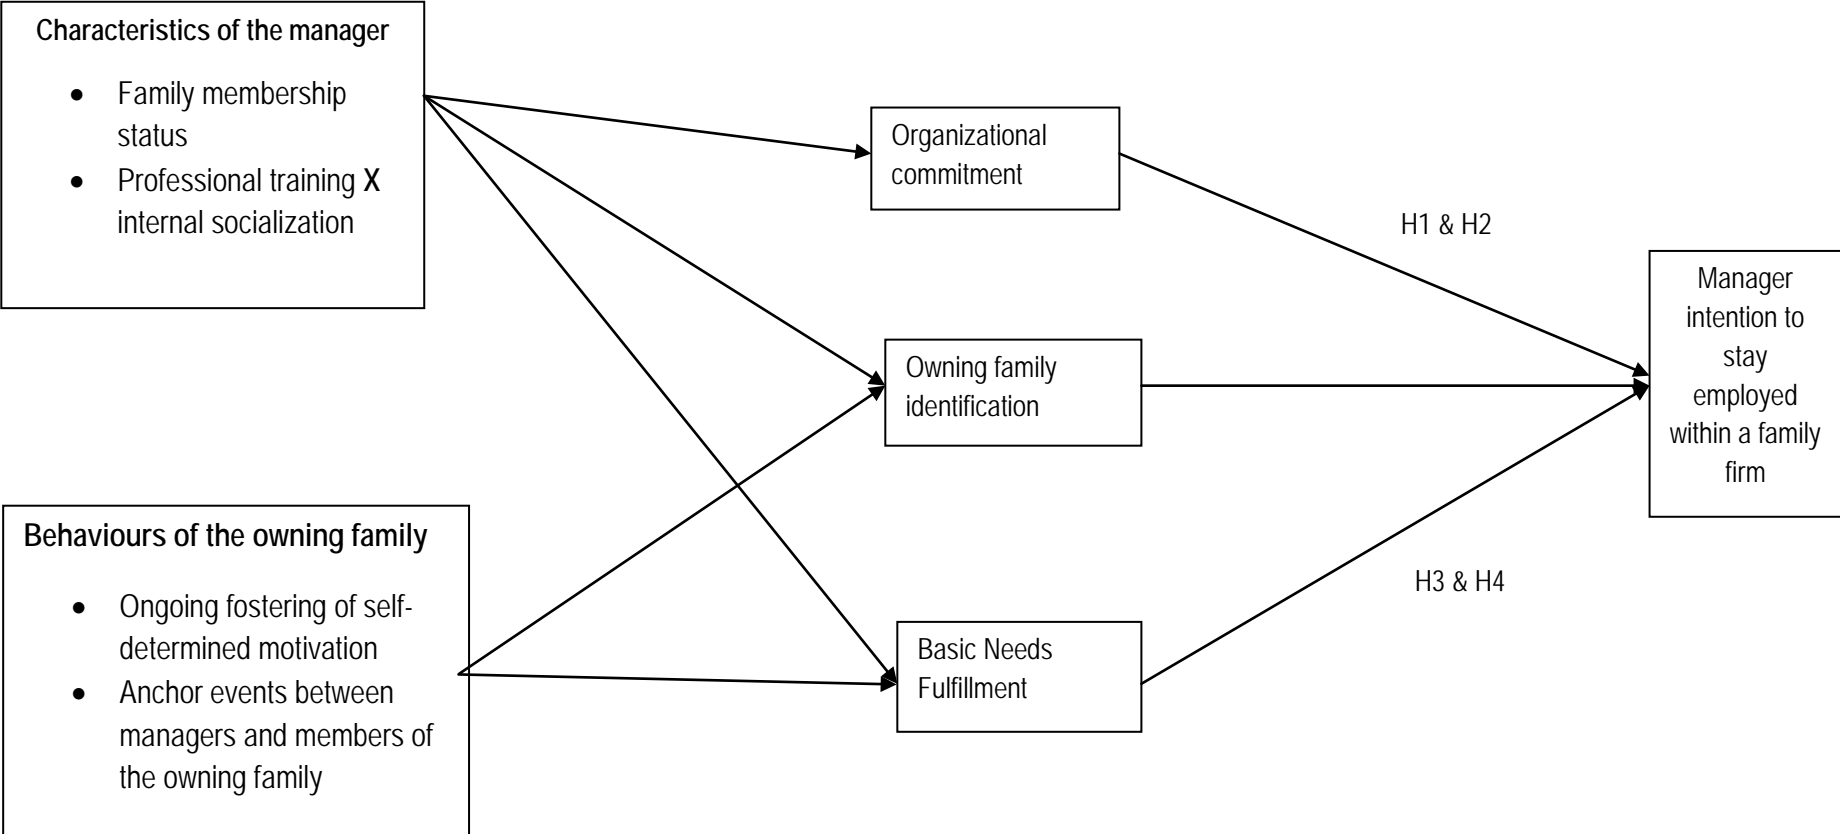 Characteristics of the manager
• Family membership
status
• Professional training X
internal socialization
Organizational
commitment
H1 & H2
Manager
intention to
stay
employed
within a family
firm
Owning family
identification
Behaviours of the owning family
• Ongoing fostering of self-
determined motivation
• Anchor events between
managers and members of
the owning family
H3 & H4
Basic Needs
Fulfillment